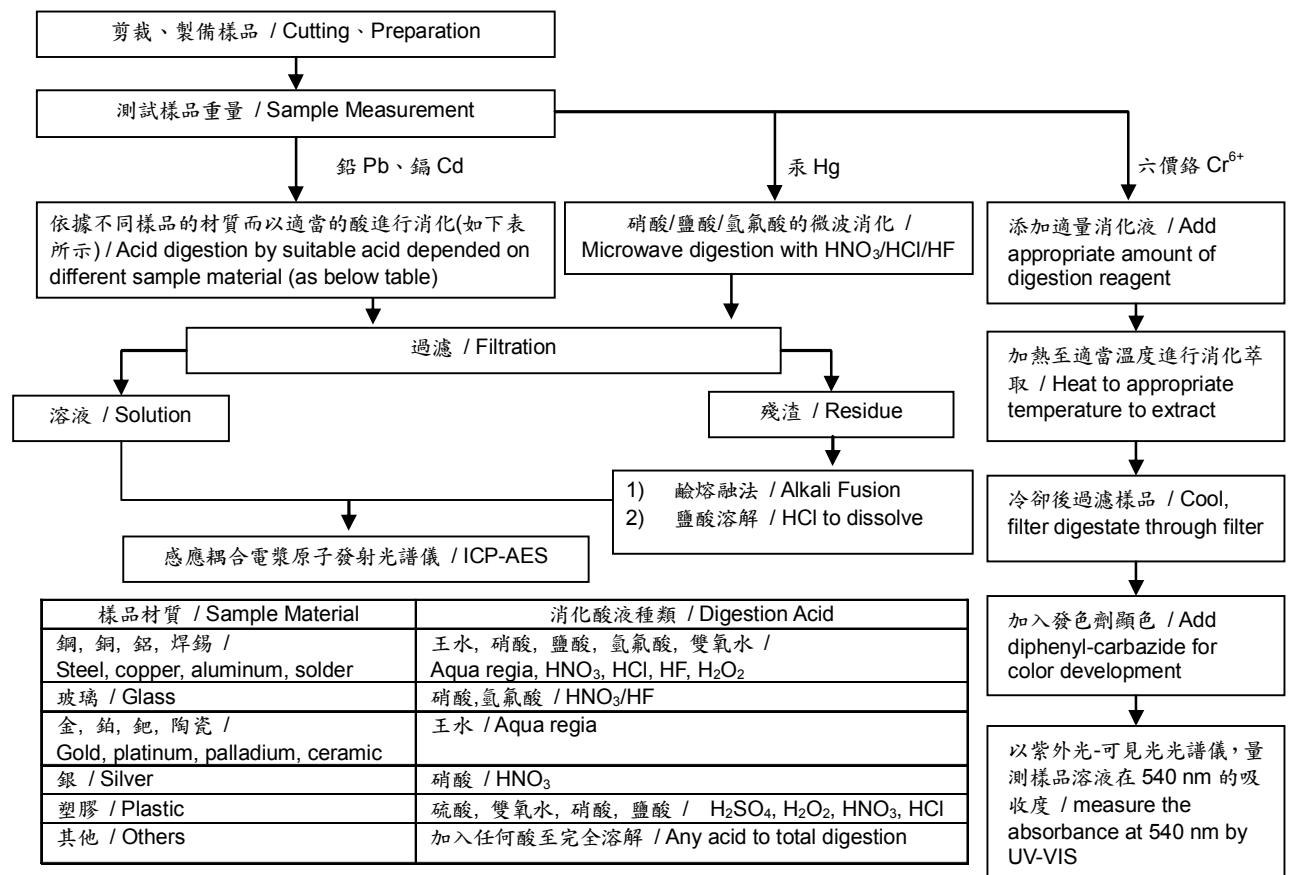 剪裁、製備樣品 / Cutting、Preparation
測試樣品重量 / Sample Measurement
鉛 Pb、鎘 Cd
汞 Hg
六價鉻 Cr⁶⁺
依據不同樣品的材質而以適當的酸進行消化(如下表
所示) / Acid digestion by suitable acid depended on
different sample material (as below table)
硝酸/鹽酸/氫氟酸的微波消化 /
Microwave digestion with HNO₃/HCl/HF
添加適量消化液 / Add
appropriate amount of
digestion reagent
過濾 / Filtration
加熱至適當溫度進行消化萃
取 / Heat to appropriate
temperature to extract
溶液 / Solution
殘渣 / Residue
1) 鹼熔融法 / Alkali Fusion
2) 鹽酸溶解 / HCl to dissolve
冷卻後過濾樣品 / Cool,
filter digestate through filter
感應耦合電漿原子發射光譜儀 / ICP-AES
加入發色劑顯色 / Add
diphenyl-carbazide for
color development
以紫外光-可見光光譜儀，量
測樣品溶液在 540 nm 的吸
收度 / measure the
absorbance at 540 nm by
UV-VIS
樣品材質 / Sample Material 消化酸液種類 / Digestion Acid
鋼, 銅, 鋁, 焊錫 / 王水, 硝酸, 鹽酸, 氫氟酸, 雙氧水 /
Steel, copper, aluminum, solder Aqua regia, HNO₃, HCl, HF, H₂O₂
玻璃 / Glass 硝酸,氫氟酸 / HNO₃/HF
金, 鉑, 鈀, 陶瓷 / 王水 / Aqua regia
Gold, platinum, palladium, ceramic
銀 / Silver 硝酸 / HNO₃
塑膠 / Plastic 硫酸, 雙氧水, 硝酸, 鹽酸 / H₂SO₄, H₂O₂, HNO₃, HCl
其他 / Others 加入任何酸至完全溶解 / Any acid to total digestion